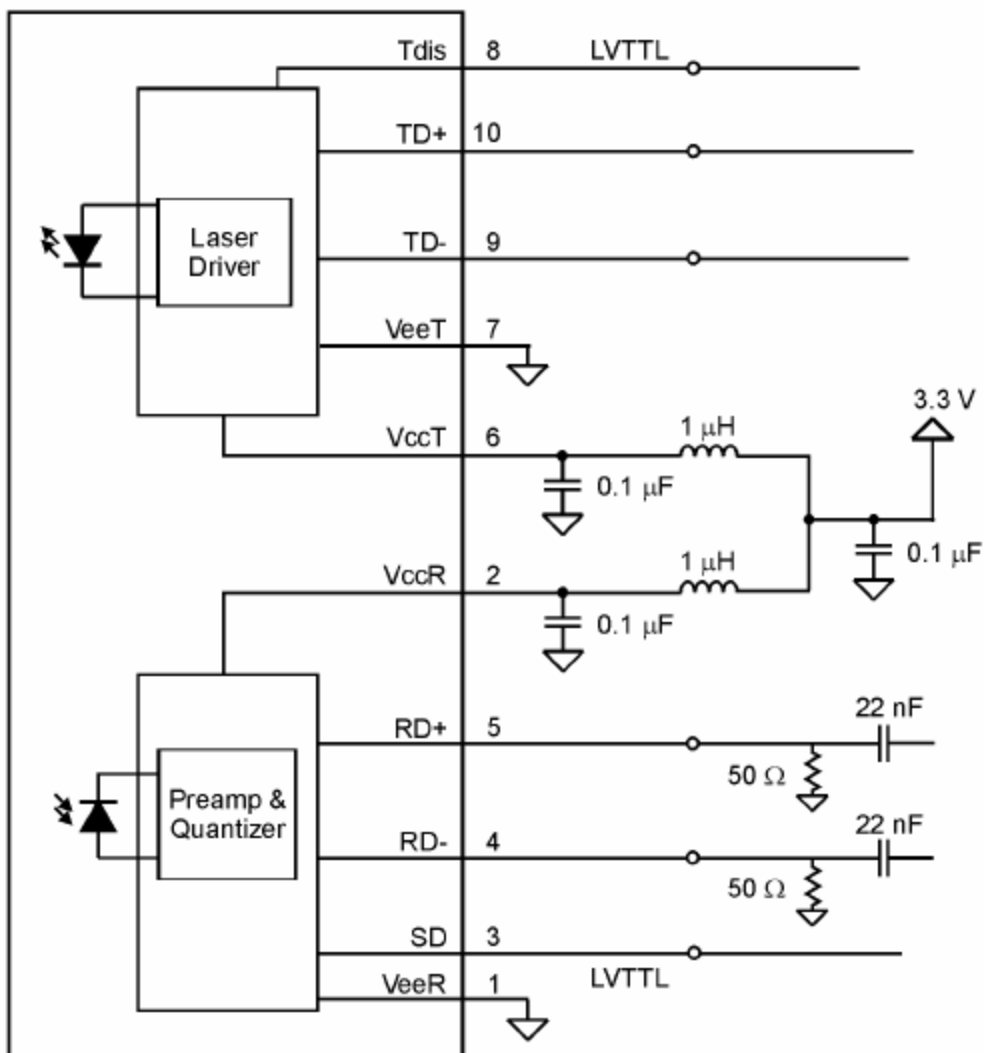 Tdis 8 LVTTL
TD+ 10
TD- 9
Laser
Driver
VeeT 7
3.3 V
VccT 6 1 μH
0.1 μF
0.1 μF
VccR 2 1 μH
0.1 μF
RD+ 5 22 nF
50 Ω
Preamp &
Quantizer
RD- 4 22 nF
50 Ω
SD 3
LVTTL
VeeR 1